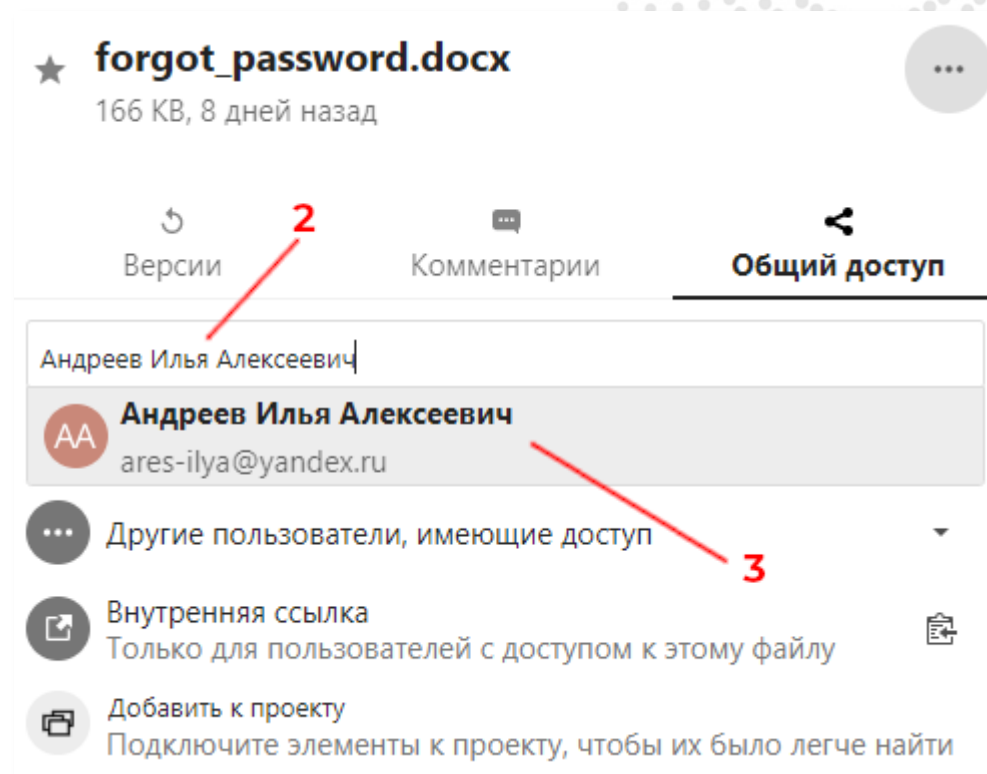 forgot_password.docx
166 KB, 8 дней назад
2
Версии
Комментарии
Общий доступ
Андреев Илья Алексеевич
АА
Андреев Илья Алексеевич
ares-ilya@yandex.ru
Другие пользователи, имеющие доступ
3
Внутренняя ссылка
Только для пользователей с доступом к этому файлу
Добавить к проекту
Подключите элементы к проекту, чтобы их было легче найти